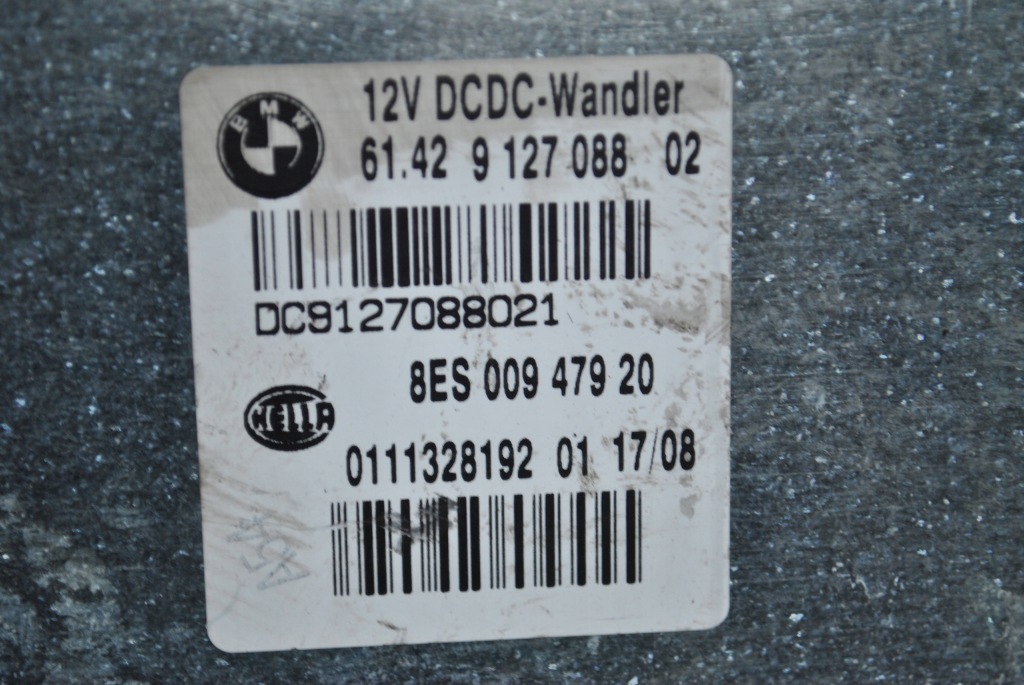 12V DCDC-Wandler
BMW
61.42 9 127 088 02
DC9127088021
8ES 009 479 20
HELLA
0111328192 01 17/08